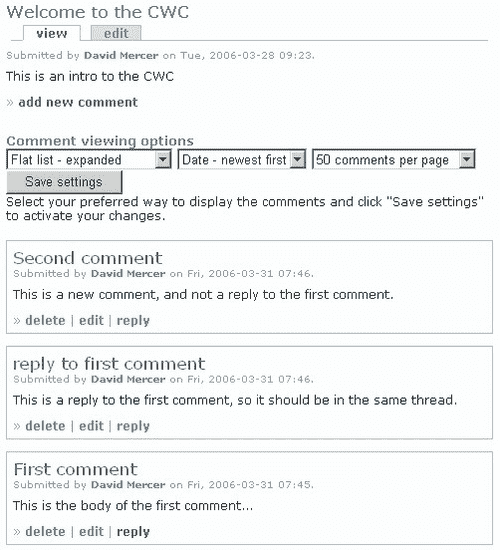 Welcome to the CWC
view edit
Submitted by David Mercer on Tue, 2006-03-28 09:23.
This is an intro to the CWC
» add new comment
Comment viewing options
Flat list - expanded Date - newest first 50 comments per page
Save settings
Select your preferred way to display the comments and click "Save settings"
to activate your changes.
Second comment
Submitted by David Mercer on Fri, 2006-03-31 07:46.
This is a new comment, and not a reply to the first comment.
» delete | edit | reply
reply to first comment
Submitted by David Mercer on Fri, 2006-03-31 07:46.
This is a reply to the first comment, so it should be in the same thread.
» delete | edit | reply
First comment
Submitted by David Mercer on Fri, 2006-03-31 07:45.
This is the body of the first comment...
» delete | edit | reply